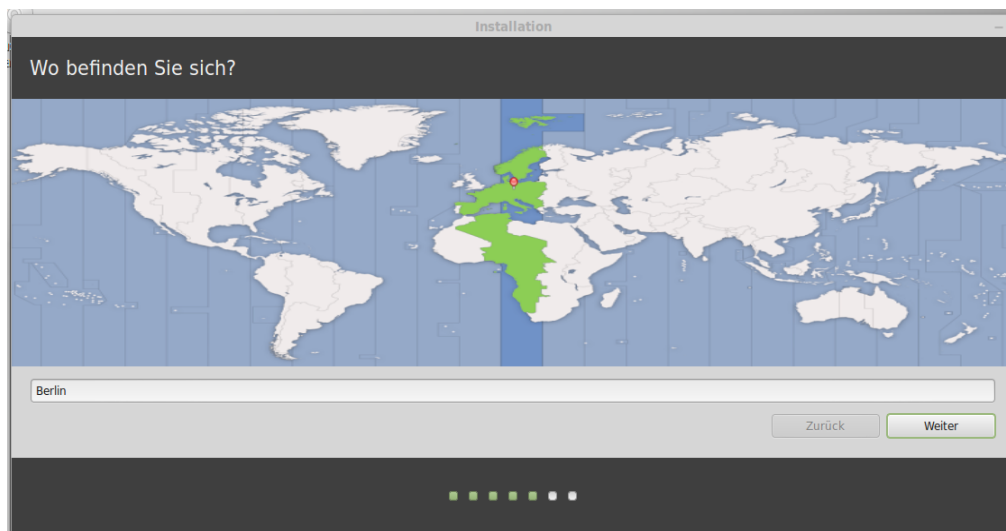 Installation
Wo befinden Sie sich?
Berlin
Zurück
Weiter